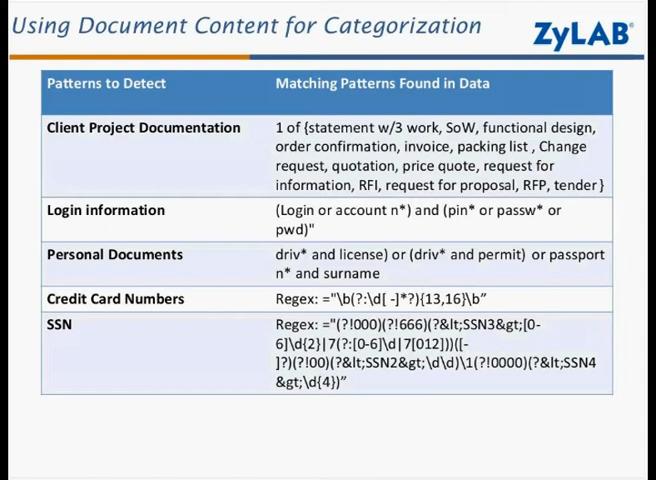 Using Document Content for Categorization
ZyLAB®
Patterns to Detect
Matching Patterns Found in Data
Client Project Documentation
1 of {statement w/3 work, SoW, functional design,
order confirmation, invoice, packing list , Change
request, quotation, price quote, request for
information, RFI, request for proposal, RFP, tender}
Login information
(Login or account n*) and (pin* or passw* or
pwd)"
Personal Documents
driv* and license) or (driv* and permit) or passport
n* and surname
Credit Card Numbers
Regex: ="\b(?:\d[ -]*?){13,16}\b”
SSN
Regex: ="(?!000)(?!666)(?&lt;SSN3&gt;[0-
6]\d{2}|7(?:[0-6]\d|7[012]))([-
]?)(?!00)(?&lt;SSN2&gt;\d\d)\1(?!0000)(?&lt;SSN4
&gt;\d{4})”